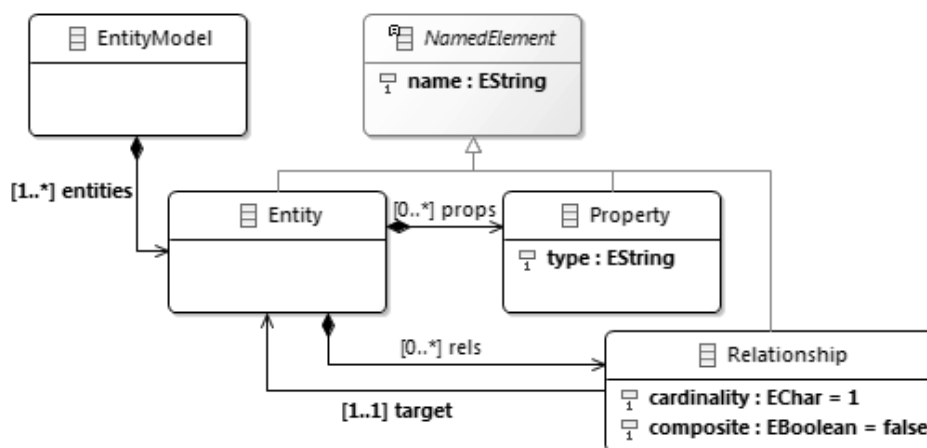 EntityModel
NamedElement
name : EString
[1..*] entities
Entity
[0..*] props
Property
type : EString
[0..*] rels
Relationship
cardinality : EChar = 1
composite : EBoolean = false
[1..1] target